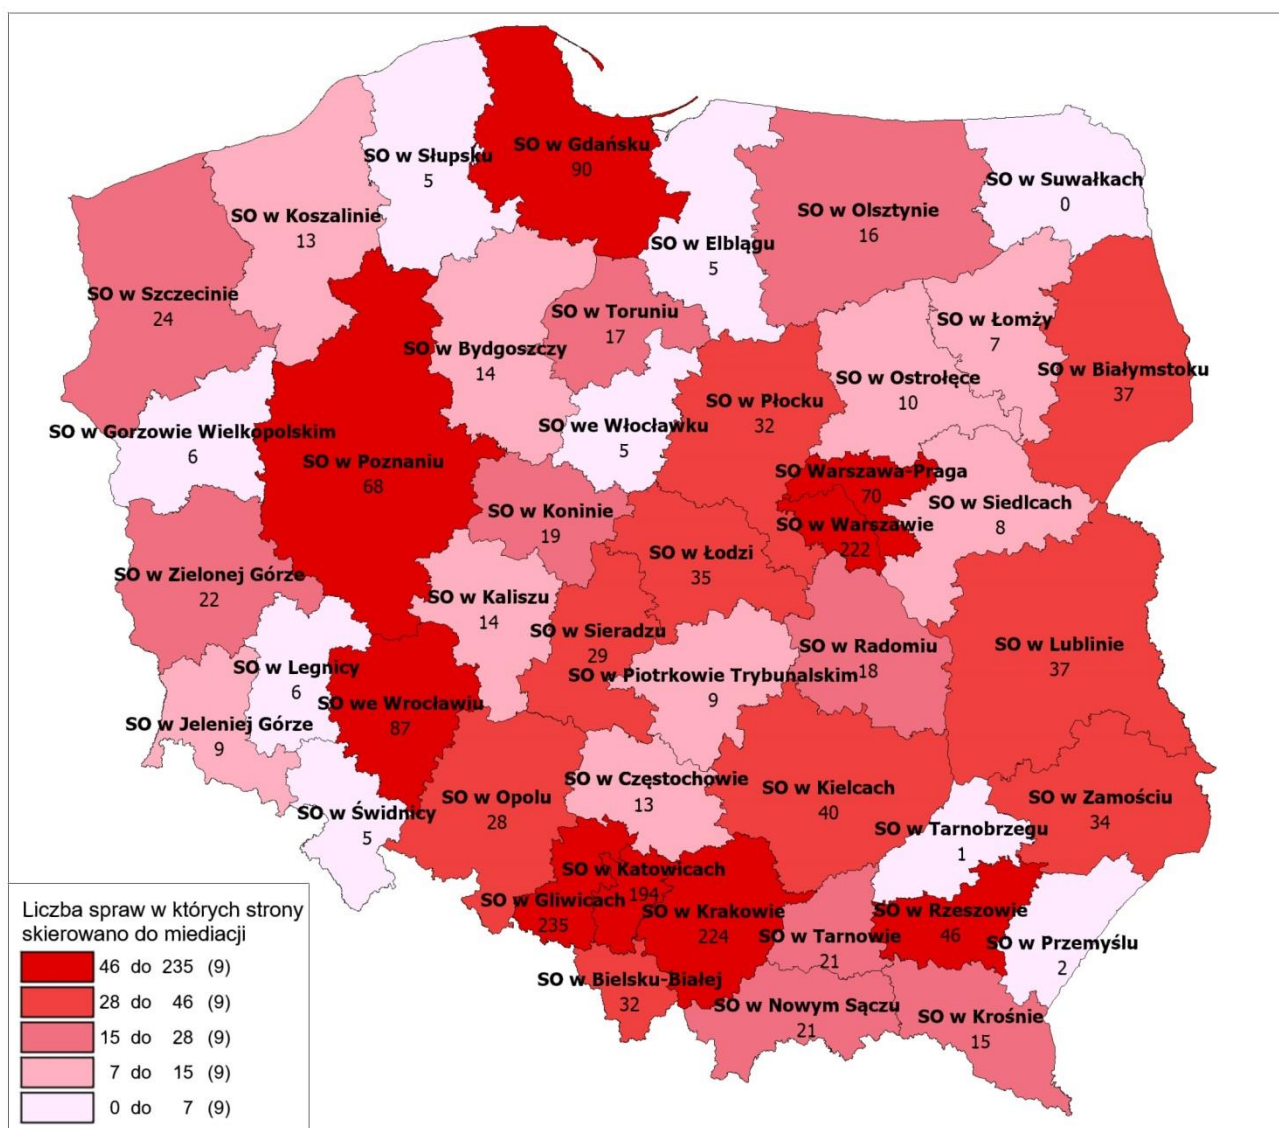 SO w Słupsku
5
SO w Gdańsku
90
SO w Suwałkach
0
SO w Koszalinie
13
SO w Olsztynie
16
SO w Elblągu
5
SO w Szczecinie
24
SO w Toruniu
17
SO w Łomży
7
SO w Bydgoszczy
14
SO w Białymstoku
37
SO w Ostrołęce
10
SO w Płocku
32
SO we Włocławku
5
SO w Gorzowie Wielkopolskim
6
SO w Poznaniu
68
SO Warszawa-Praga
70
SO w Siedlcach
8
SO w Koninie
19
SO w Warszawie
222
SO w Łodzi
35
SO w Zielonej Górze
22
SO w Kaliszu
14
SO w Sieradzu
29
SO w Radomiu
18
SO w Lublinie
37
SO w Legnicy
6
SO w Piotrkowie Trybunalskim
9
SO we Wrocławiu
87
SO w Jeleniej Górze
9
SO w Częstochowie
13
SO w Kielcach
40
SO w Opolu
28
SO w Zamościu
34
SO w Świdnicy
5
SO w Tarnobrzegu
1
SO w Katowicach
194
SO w Gliwicach
235
SO w Krakowie
224
SO w Rzeszowie
46
SO w Tarnowie
21
SO w Przemyślu
2
SO w Bielsku-Białej
32
SO w Nowym Sączu
21
SO w Krośnie
15
Liczba spraw w których strony
skierowano do miediacji
46 do 235 (9)
28 do 46 (9)
15 do 28 (9)
7 do 15 (9)
0 do 7 (9)